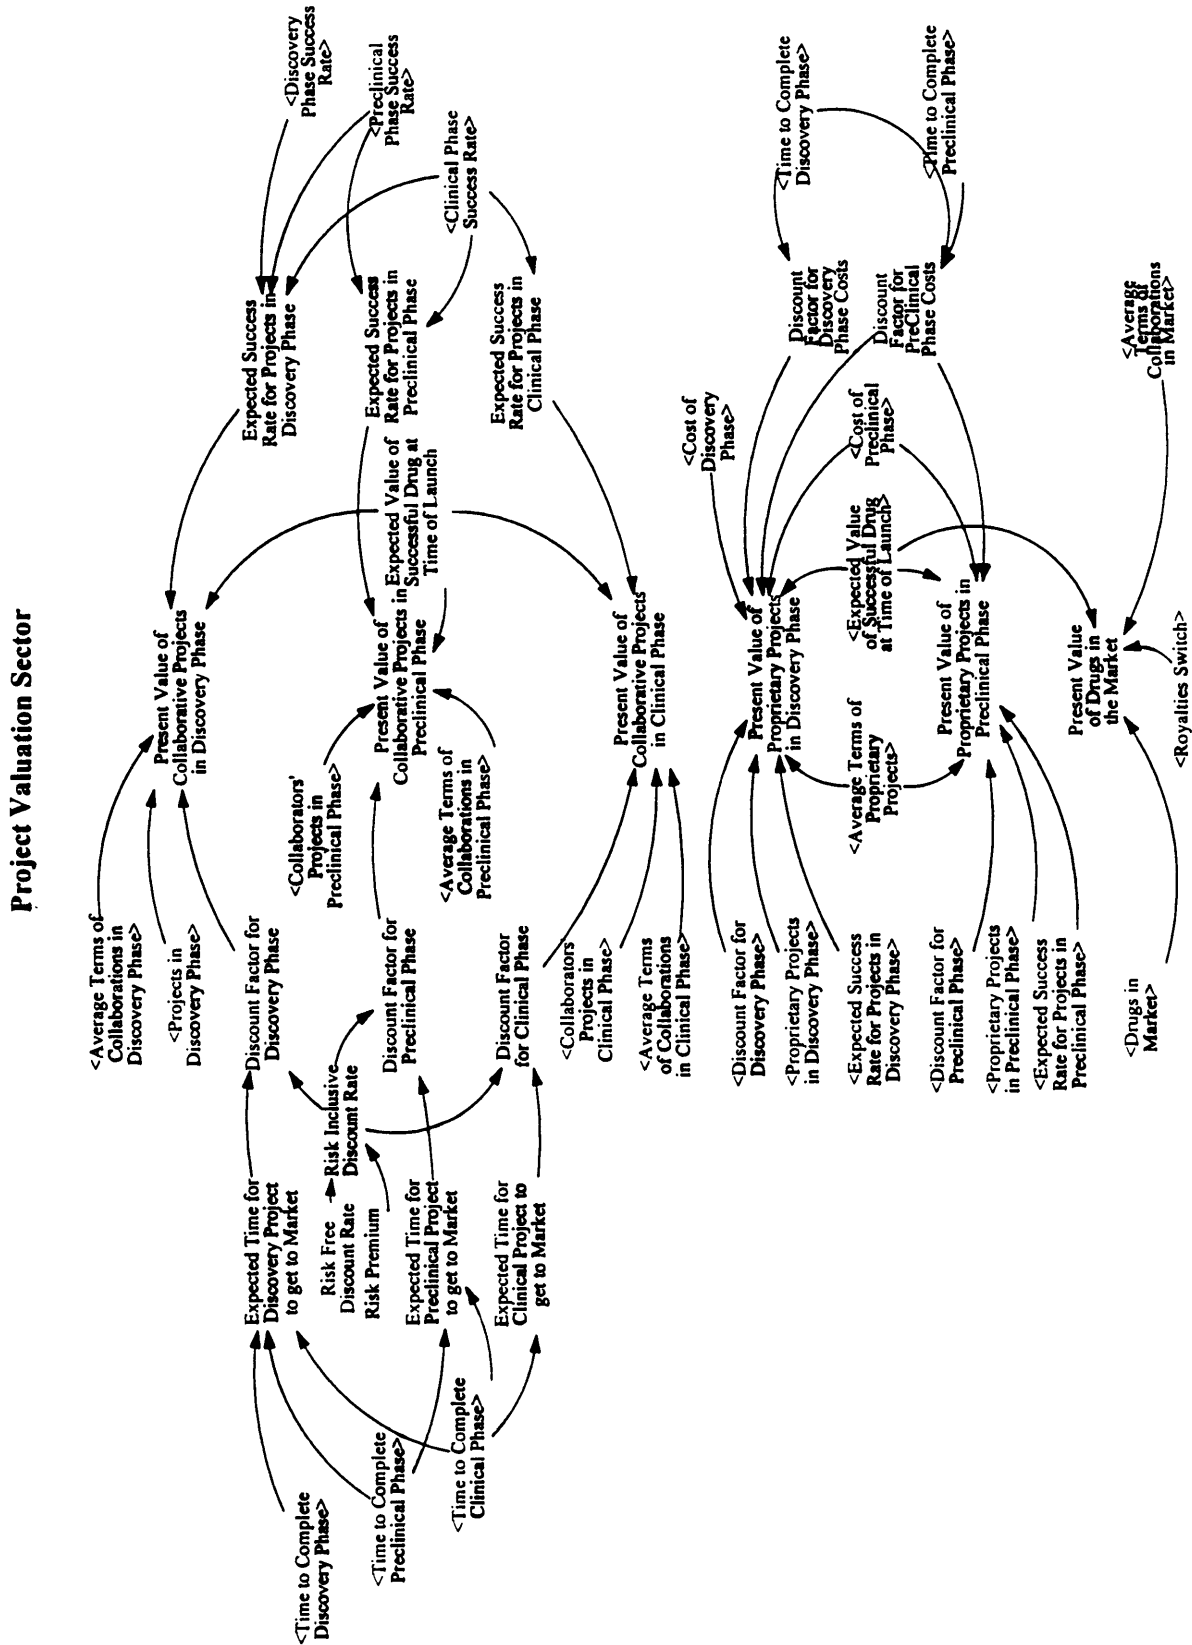 Project Valuation Sector
<Average Terms of
Collaborations in
Discovery Phase>
<Projects in
Discovery Phase>
Present Value of
Collaborative Projects
in Discovery Phase
Expected Success
Rate for Projects in
Discovery Phase
<Discovery
Phase Success
Rate>
<Preclinical
Phase Success
Rate>
<Clinical Phase
Success Rate>
<Time to Complete
Discovery Phase>
Expected Time for
Discovery Project
to get to Market
Discount Factor for
Discovery Phase
Risk Free
Discount Rate
Risk Premium
Risk Inclusive
Discount Rate
<Collaborators'
Projects in
Preclinical Phase>
Present Value of
Collaborative Projects in
Preclinical Phase
Expected Value of
Successful Drug at
Time of Launch
Expected Success
Rate for Projects in
Preclinical Phase
<Time to Complete
Preclinical Phase>
Expected Time for
Preclinical Project
to get to Market
Discount Factor for
Preclinical Phase
<Average Terms of
Collaborations in
Preclinical Phase>
<Time to Complete
Clinical Phase>
Expected Time for
Clinical Project to
get to Market
Discount Factor
for Clinical Phase
Expected Success
Rate for Projects in
Clinical Phase
<Collaborators
Projects in
Clinical Phase>
<Average Terms
of Collaborations
in Clinical Phase>
Present Value of
Collaborative Projects
in Clinical Phase
<Cost of
Discovery
Phase>
<Discount Factor for
Discovery Phase>
<Proprietary Projects
in Discovery Phase>
<Expected Success
Rate for Projects in
Discovery Phase>
Present Value of
Proprietary Projects
in Discovery Phase
Discount
Factor for
Discovery
Phase Costs
<Time to Complete
Discovery Phase>
<Average Terms of
Proprietary
Projects>
<Expected Value
of Successful Drug
at Time of Launch>
<Cost of
Preclinical
Phase>
Discount
Factor for
PreClinical
Phase Costs
<Time to Complete
Preclinical Phase>
<Discount Factor for
Preclinical Phase>
<Proprietary Projects
in Preclinical Phase>
<Expected Success
Rate for Projects in
Preclinical Phase>
Present Value of
Proprietary Projects in
Preclinical Phase
<Drugs in
Market>
Present Value
of Drugs in
the Market
<Average
Terms of
Collaborations
in Market>
<Royalties Switch>